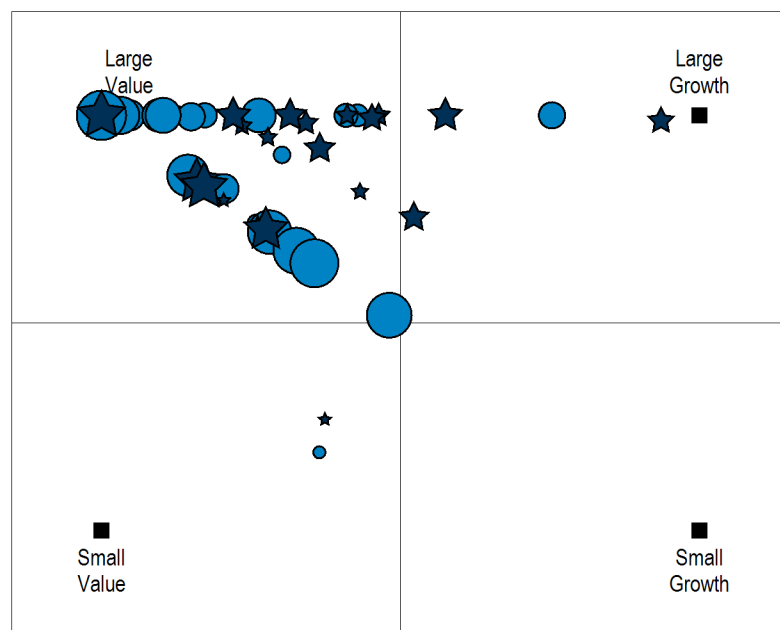 Large
Value
Large
Growth
Small
Value
Small
Growth